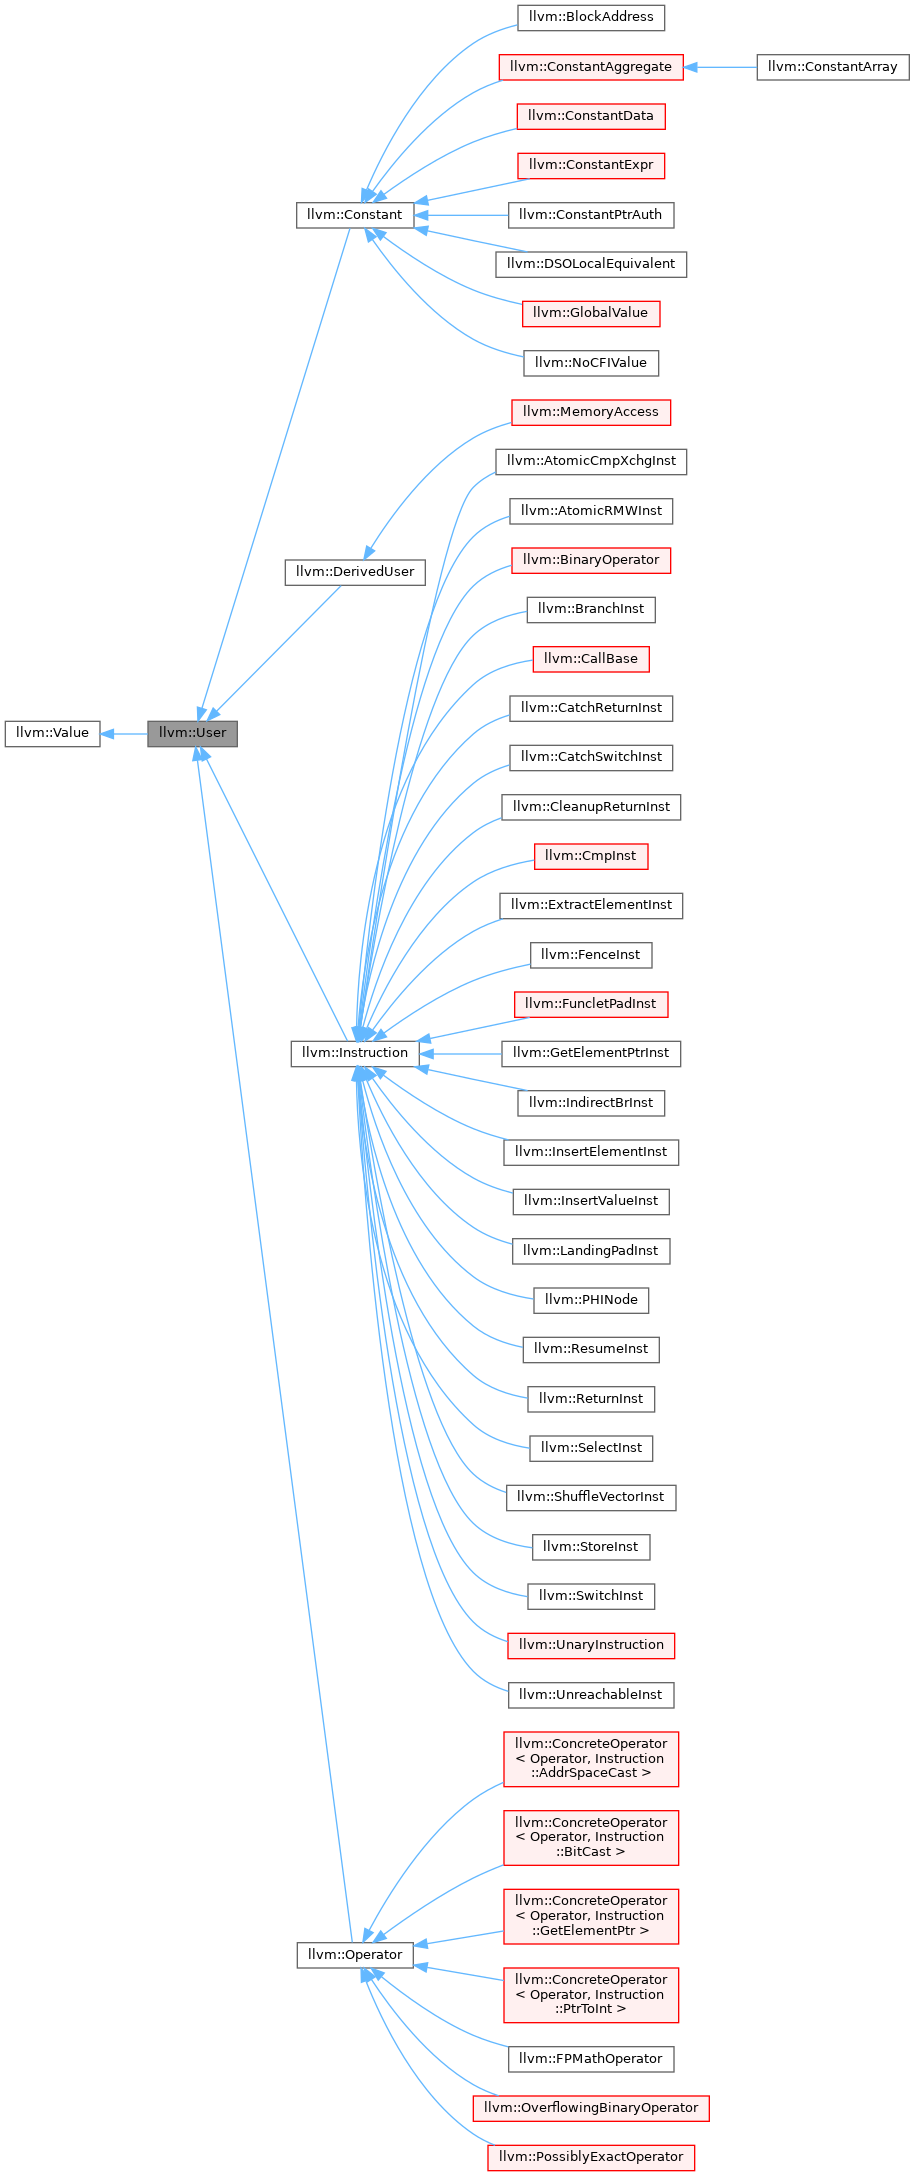 llvm::BlockAddress
llvm::ConstantAggregate
llvm::ConstantArray
llvm::ConstantData
llvm::ConstantExpr
llvm::Constant
llvm::ConstantPtrAuth
llvm::DSOLocalEquivalent
llvm::GlobalValue
llvm::NoCFIValue
llvm::MemoryAccess
llvm::AtomicCmpXchgInst
llvm::AtomicRMWInst
llvm::BinaryOperator
llvm::DerivedUser
llvm::BranchInst
llvm::CallBase
llvm::CatchReturnInst
llvm::Value
llvm::User
llvm::CatchSwitchInst
llvm::CleanupReturnInst
llvm::CmpInst
llvm::ExtractElementInst
llvm::FenceInst
llvm::FuncletPadInst
llvm::Instruction
llvm::GetElementPtrInst
llvm::IndirectBrInst
llvm::InsertElementInst
llvm::InsertValueInst
llvm::LandingPadInst
llvm::PHINode
llvm::ResumeInst
llvm::ReturnInst
llvm::SelectInst
llvm::ShuffleVectorInst
llvm::StoreInst
llvm::SwitchInst
llvm::UnaryInstruction
llvm::UnreachableInst
llvm::ConcreteOperator
< Operator, Instruction
::AddrSpaceCast >
llvm::ConcreteOperator
< Operator, Instruction
::BitCast >
llvm::ConcreteOperator
< Operator, Instruction
::GetElementPtr >
llvm::Operator
llvm::ConcreteOperator
< Operator, Instruction
::PtrToInt >
llvm::FPMathOperator
llvm::OverflowingBinaryOperator
llvm::PossiblyExactOperator